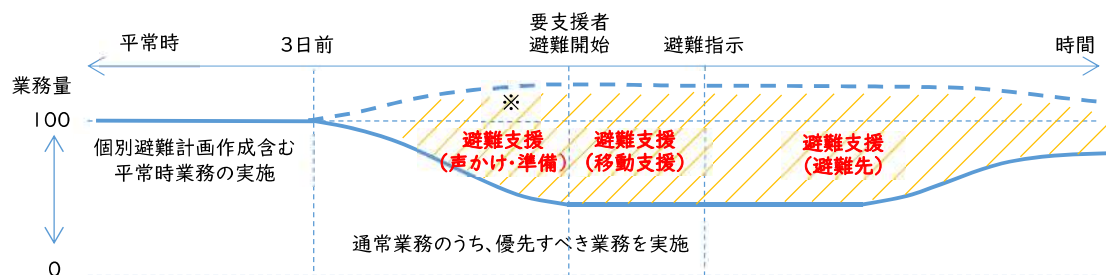 要支援者
平常時
3日前
避難開始
避難指示
時間
業務量
※
100
避難支援
(声かけ・準備)
避難支援
(移動支援)
避難支援
(避難先)
個別避難計画作成含む
平常時業務の実施
通常業務のうち、優先すべき業務を実施
0